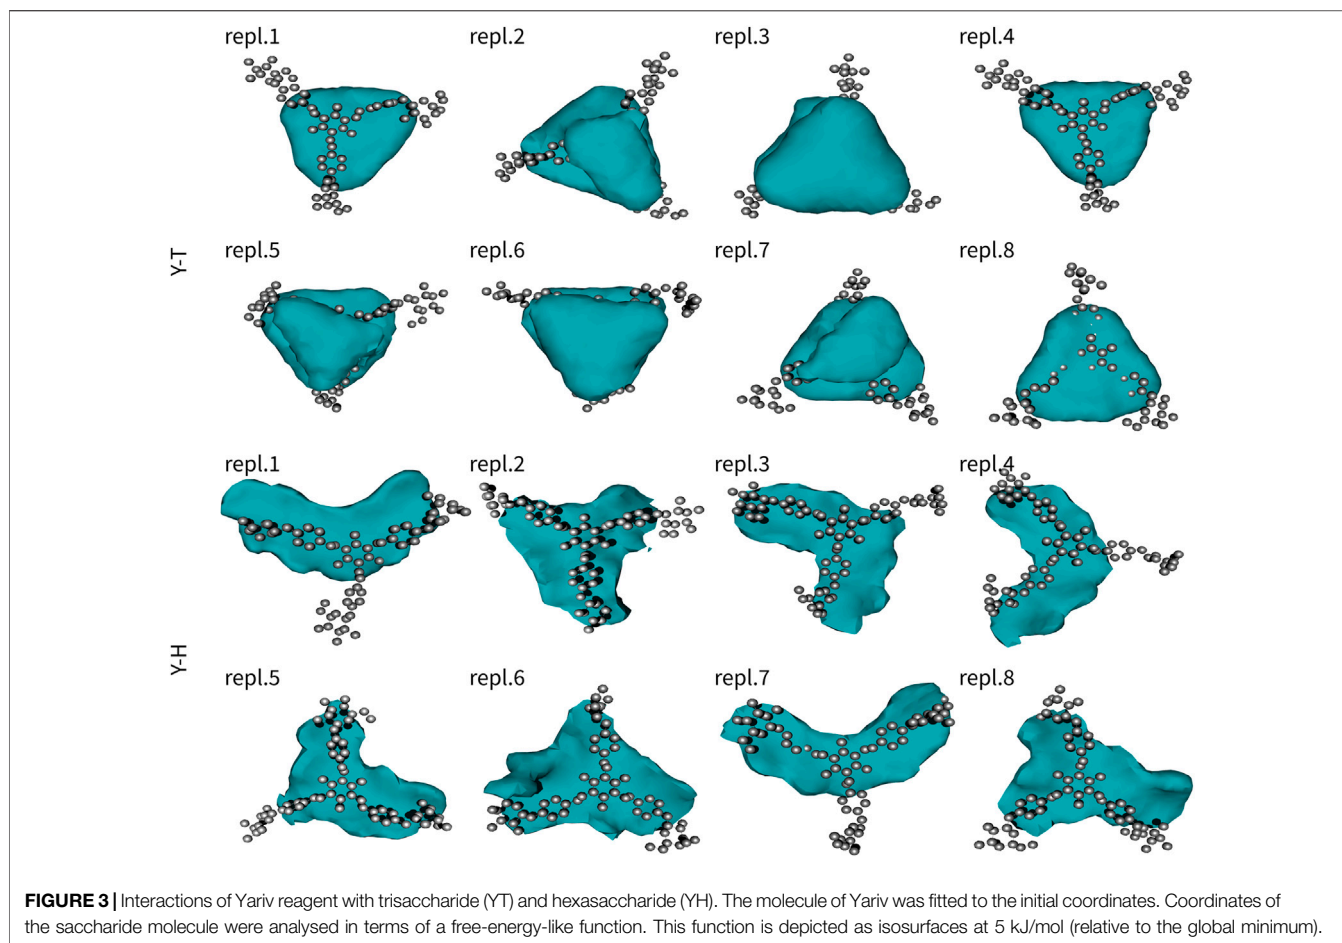 repl.1
repl.2
repl.3
repl.4
Y-T
repl.5
repl.6
repl.7
repl.8
repl.1
repl.2
repl.3
repl.4
Y-H
repl.5
repl.6
repl.7
repl.8
FIGURE 3 | Interactions of Yariv reagent with trisaccharide (YT) and hexasaccharide (YH). The molecule of Yariv was fitted to the initial coordinates. Coordinates of
the saccharide molecule were analysed in terms of a free-energy-like function. This function is depicted as isosurfaces at 5 kJ/mol (relative to the global minimum).